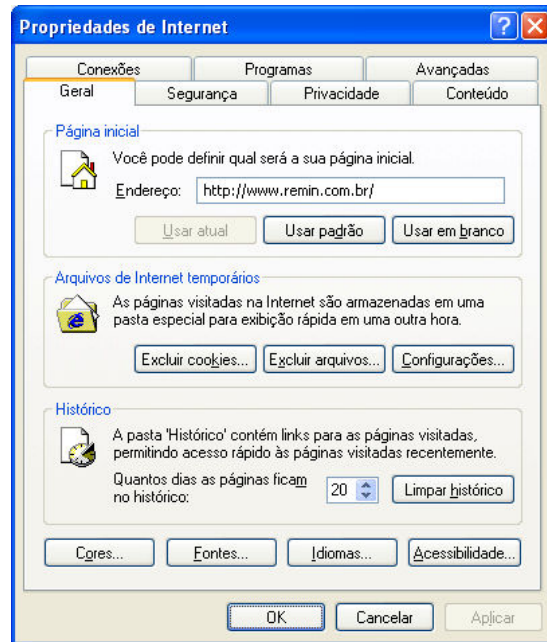 Propriedades de Internet
Conexões Programas Avançadas
Geral Segurança Privacidade Conteúdo
Página inicial
Você pode definir qual será a sua página inicial.
Endereço: http://www.remin.com.br/
Usar atual Usar padrão Usar em branco
Arquivos de Internet temporários
As páginas visitadas na Internet são armazenadas em uma
pasta especial para exibição rápida em uma outra hora.
Excluir cookies... Excluir arquivos... Configurações...
Histórico
A pasta 'Histórico' contém links para as páginas visitadas,
permitindo acesso rápido às páginas visitadas recentemente.
Quantos dias as páginas ficam
no histórico: 20 Limpar histórico
Cores... Fontes... Idiomas... Acessibilidade...
OK Cancelar Aplicar